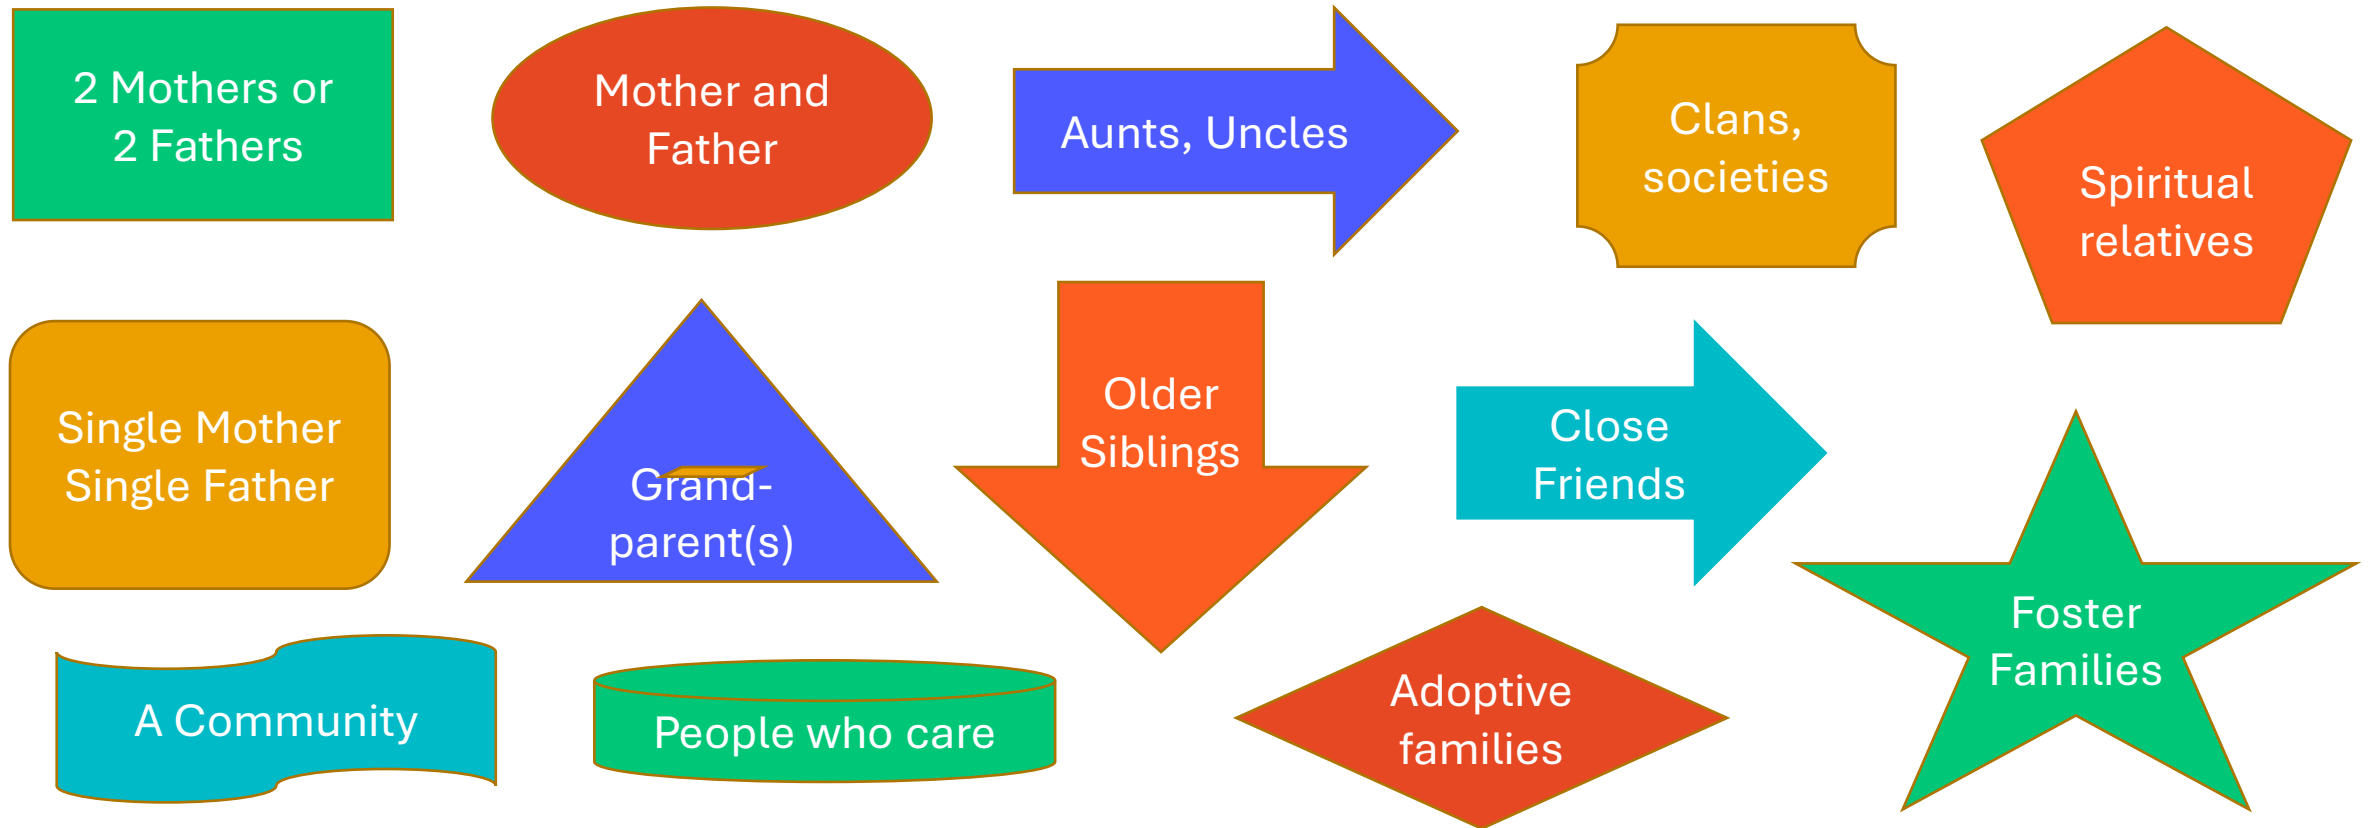 2 Mothers or
2 Fathers
Mother and
Father
Aunts, Uncles
Clans,
societies
Spiritual
relatives
Single Mother
Single Father
Grand-
parent(s)
Older
Siblings
Close
Friends
Foster
Families
A Community
People who care
Adoptive
families